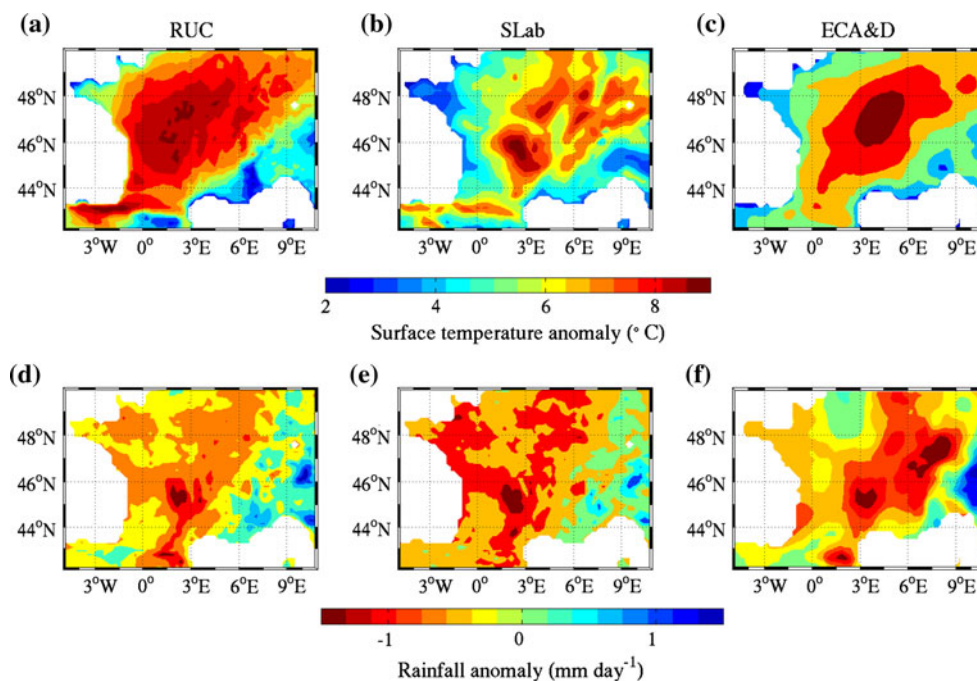 (a) RUC (b) SLab (c) ECA&D
48°N 48°N 48°N
46°N 46°N 46°N
44°N 44°N 44°N
3°W 0° 3°E 6°E 9°E 3°W 0° 3°E 6°E 9°E 3°W 0° 3°E 6°E 9°E
2 4 6 8
Surface temperature anomaly (° C)
(d) (e) (f)
48°N 48°N 48°N
46°N 46°N 46°N
44°N 44°N 44°N
3°W 0° 3°E 6°E 9°E 3°W 0° 3°E 6°E 9°E 3°W 0° 3°E 6°E 9°E
-1 0 1
Rainfall anomaly (mm day⁻¹)